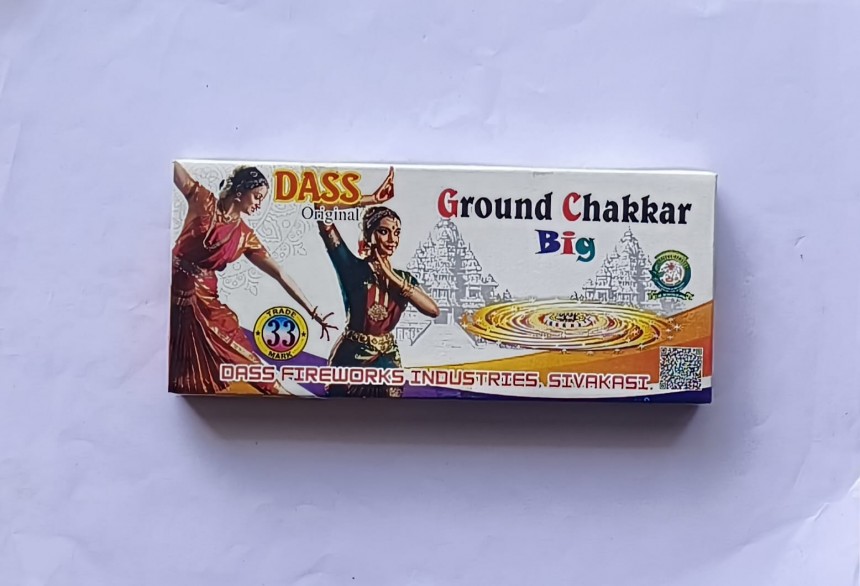 DASS
Original
Ground Chakkar
Big
TRADE
33
MARK
DASS FIREWORKS INDUSTRIES, SIVAKASI.